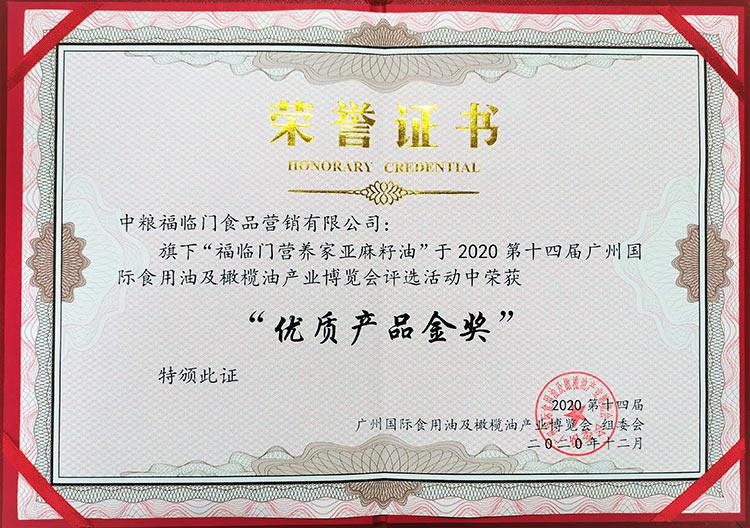 荣誉证书
HONORARY CREDENTIAL
中粮福临门食品营销有限公司：
旗下“福临门营养家亚麻籽油”于2020第十四届广州国
际食用油及橄榄油产业博览会评选活动中荣获
“优质产品金奖”
特颁此证
2020第十四届
广州国际食用油及橄榄油产业博览会 组委会
二〇二〇年十二月